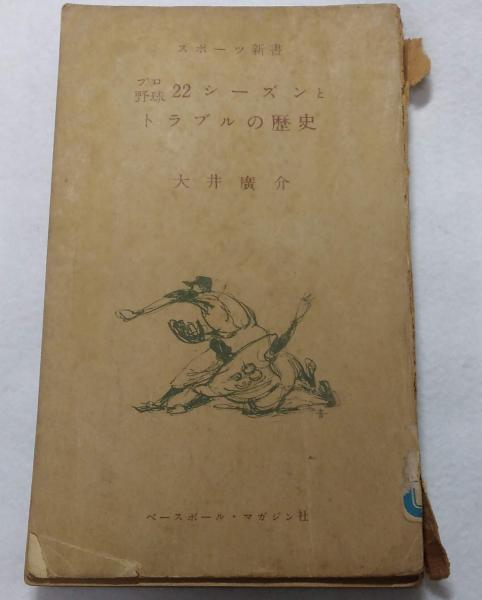 スポーツ新書
プロ野球 22シーズンと
トラブルの歴史
大井廣介
ベースボール・マガジン社